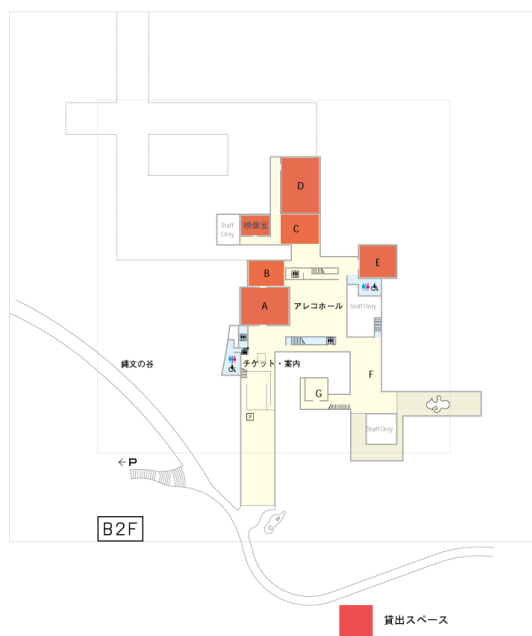 D
Staff
Only
映像室
C
E
B
アレコホール
A
Staff Only
縄文の谷
チケット・案内
F
G
7
Staff Only
←P
B2F
貸出スペース